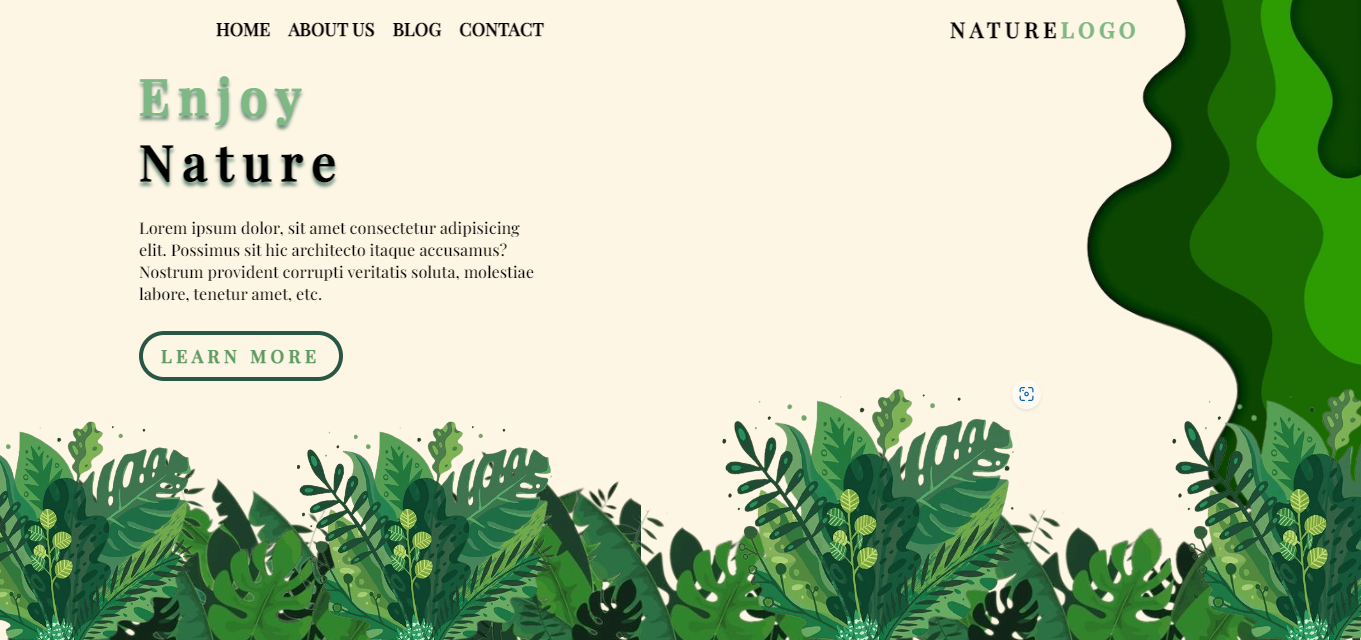 HOME ABOUT US BLOG CONTACT
NATURELOGO
Enjoy
Nature
Lorem ipsum dolor, sit amet consectetur adipisicing
elit. Possimus sit hic architecto itaque accusamus?
Nostrum provident corrupti veritatis soluta, molestiae
labore, tenetur amet, etc.
LEARN MORE